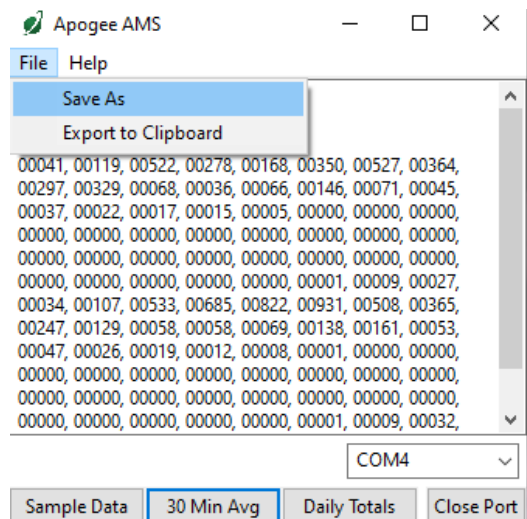 Apogee AMS
File Help
Save As
Export to Clipboard
00041, 00119, 00522, 00278, 00168, 00350, 00527, 00364,
00297, 00329, 00068, 00036, 00066, 00146, 00071, 00045,
00037, 00022, 00017, 00015, 00005, 00000, 00000, 00000,
00000, 00000, 00000, 00000, 00000, 00000, 00000, 00000,
00000, 00000, 00000, 00000, 00000, 00000, 00000, 00000,
00000, 00000, 00000, 00000, 00000, 00001, 00009, 00027,
00034, 00107, 00533, 00685, 00822, 00931, 00508, 00365,
00247, 00129, 00058, 00058, 00069, 00138, 00161, 00053,
00047, 00026, 00019, 00012, 00008, 00001, 00000, 00000,
00000, 00000, 00000, 00000, 00000, 00000, 00000, 00000,
00000, 00000, 00000, 00000, 00000, 00000, 00000, 00000,
00000, 00000, 00000, 00000, 00000, 00001, 00009, 00032,
COM4
Sample Data 30 Min Avg Daily Totals Close Port